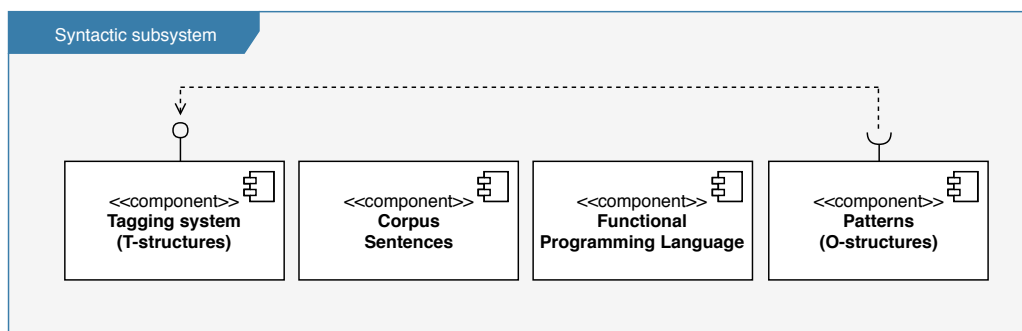 Syntactic subsystem
<<component>>
Tagging system
(T-structures)
<<component>>
Corpus
Sentences
<<component>>
Functional
Programming Language
<<component>>
Patterns
(O-structures)